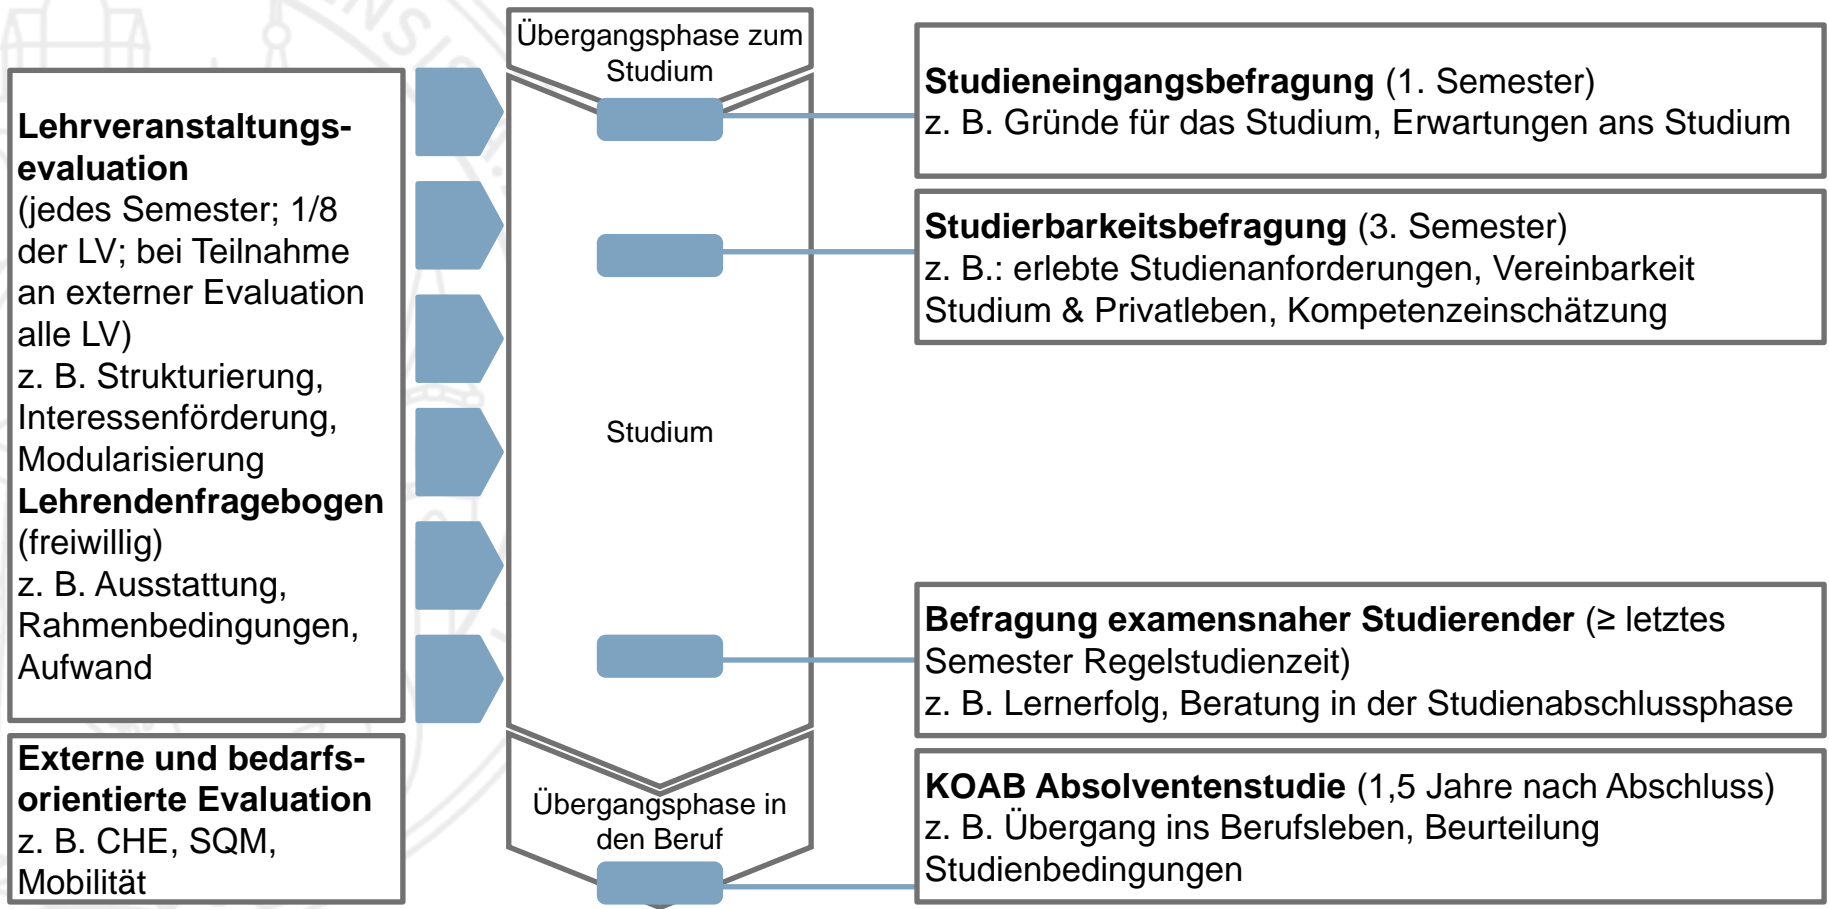 Lehrveranstaltungs-
evaluation
(jedes Semester; 1/8
der LV; bei Teilnahme
an externer Evaluation
alle LV)
z. B. Strukturierung,
Interessenförderung,
Modularisierung
Lehrendenfragebogen
(freiwillig)
z. B. Ausstattung,
Rahmenbedingungen,
Aufwand
Externe und bedarfs-
orientierte Evaluation
z. B. CHE, SQM,
Mobilität
Übergangsphase zum
Studium
Studium
Übergangsphase in
den Beruf
Studieneingangsbefragung (1. Semester)
z. B. Gründe für das Studium, Erwartungen ans Studium
Studierbarkeitsbefragung (3. Semester)
z. B.: erlebte Studienanforderungen, Vereinbarkeit
Studium & Privatleben, Kompetenzeinschätzung
Befragung examensnaher Studierender (≥ letztes
Semester Regelstudienzeit)
z. B. Lernerfolg, Beratung in der Studienabschlussphase
KOAB Absolventenstudie (1,5 Jahre nach Abschluss)
z. B. Übergang ins Berufsleben, Beurteilung
Studienbedingungen